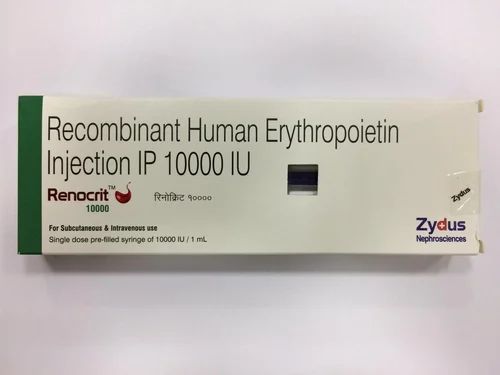 Recombinant Human Erythropoietin
Injection IP 10000 IU
Renocrit™
10000
रिनोक्रिट १००००
For Subcutaneous & Intravenous use
Single dose pre-filled syringe of 10000 IU / 1 mL
Zydus
Zydus
Nephrosciences